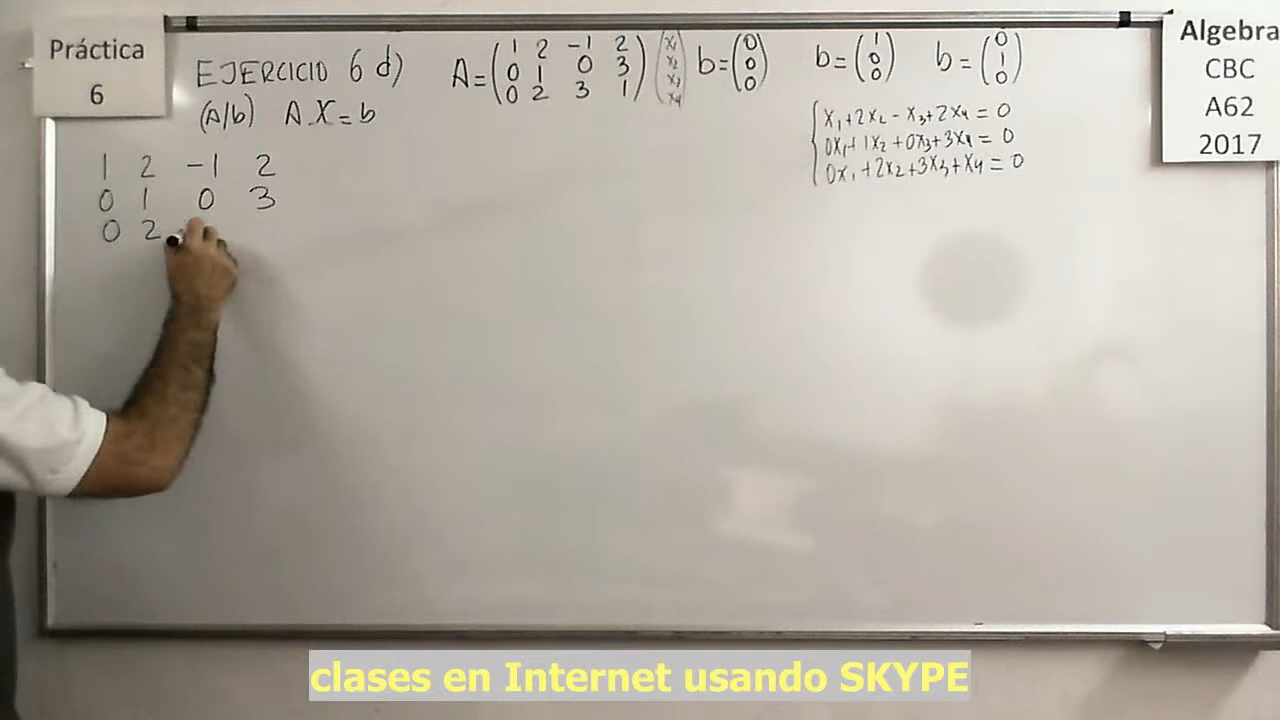 Práctica
6
EJERCICIO 6 d)
(A/b) A.X = b
A = (1 2 -1 2
0 1 0 3
0 2 3 1)
(x₁
x₂
x₃
x₄)
b = (0
0
0)
b = (1
0
0)
b = (0
1
0)
x₁ + 2x₂ - x₃ + 2x₄ = 0
0x₁ + 1x₂ + 0x₃ + 3x₄ = 0
0x₁ + 2x₂ + 3x₃ + x₄ = 0
Algebra
CBC
A62
2017
1 2 -1 2
0 1 0 3
0 2
clases en Internet usando SKYPE